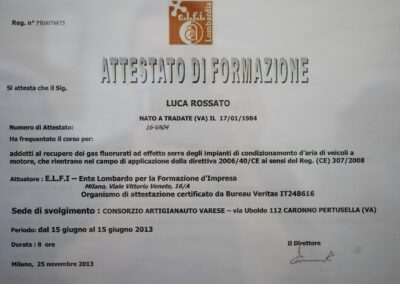 Reg. n° PR0078875
e.l.f.i.
Lombardia
ATTESTATO DI FORMAZIONE
Si attesta che il Sig.
LUCA ROSSATO
NATO A TRADATE (VA) IL 17/01/1984
Numero di Attestato: 16-VA04
Ha frequentato il corso per:
addetti al recupero dei gas fluorurati ad effetto serra degli impianti di condizionamento d'aria di veicoli a
motore, che rientrano nel campo di applicazione della direttiva 2006/40/CE ai sensi del Reg. (CE) 307/2008
Attuatore : E.L.F.I – Ente Lombardo per la Formazione d'Impresa
Milano, Viale Vittorio Veneto, 16/A
Organismo di attestazione certificato da Bureau Veritas IT248616
Sede di svolgimento : CONSORZIO ARTIGIANAUTO VARESE – via Uboldo 112 CARONNO PERTUSELLA (VA)
Periodo: dal 15 giugno al 15 giugno 2013
Durata : 8 ore
Il Direttore
Milano, 25 novembre 2013